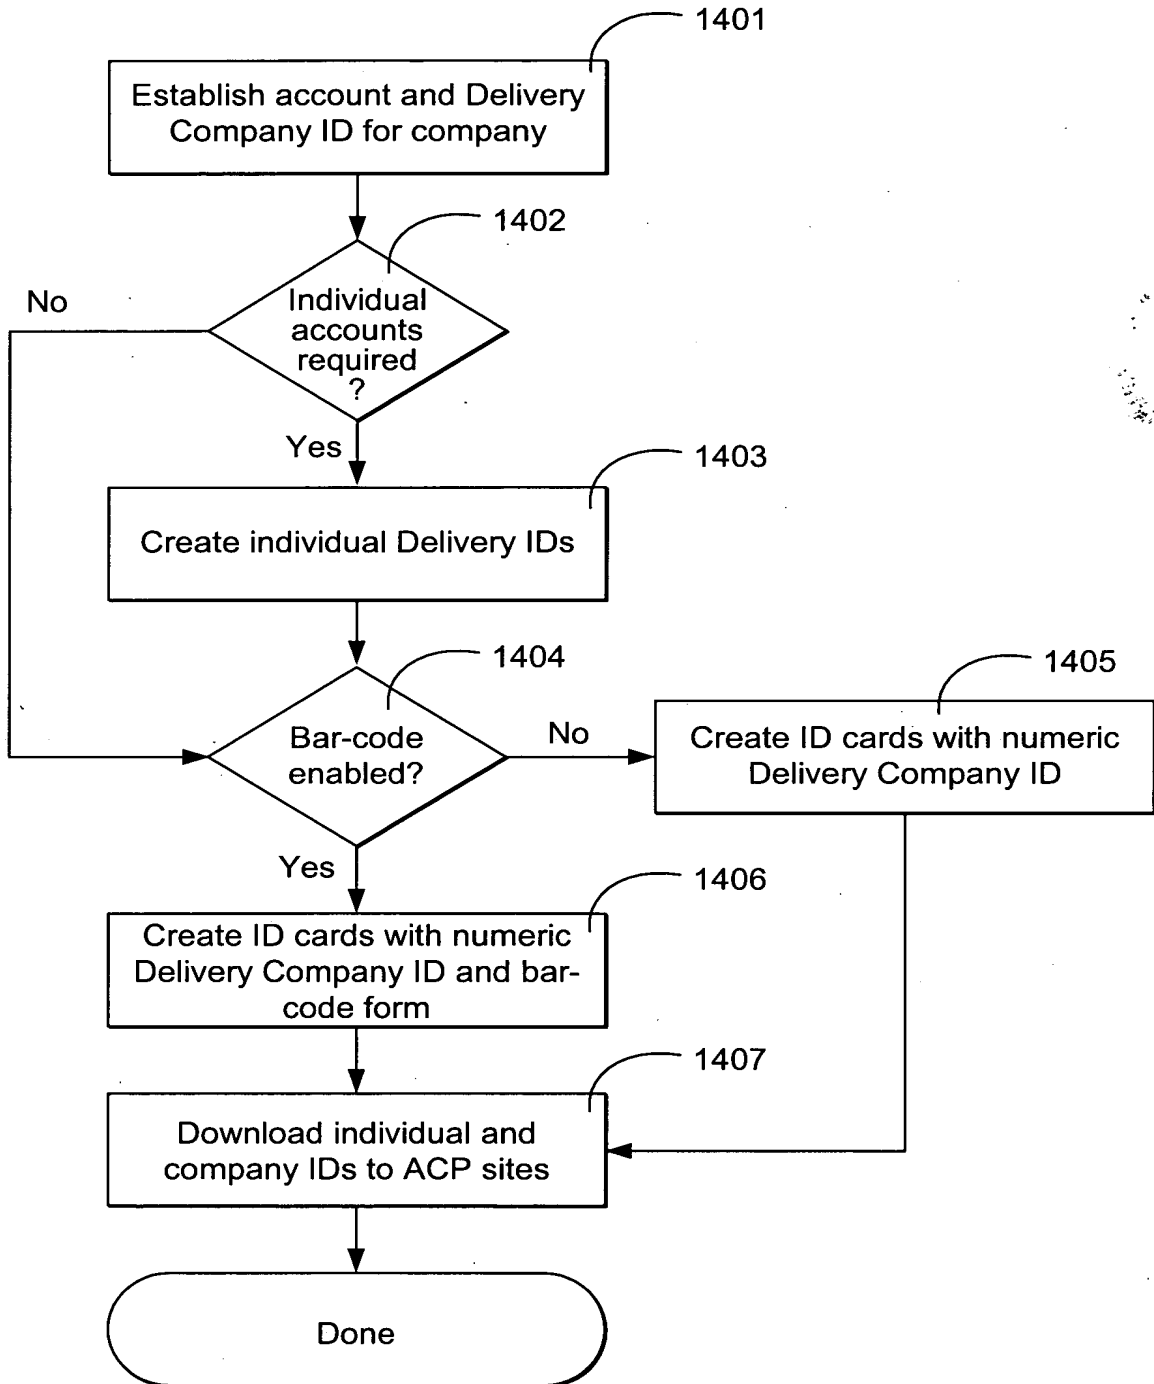 1401
Establish account and Delivery
Company ID for company
1402
No
Individual
accounts
required
?
Yes
1403
Create individual Delivery IDs
1404
1405
Bar-code
enabled?
No
Create ID cards with numeric
Delivery Company ID
Yes
1406
Create ID cards with numeric
Delivery Company ID and bar-
code form
1407
Download individual and
company IDs to ACP sites
Done